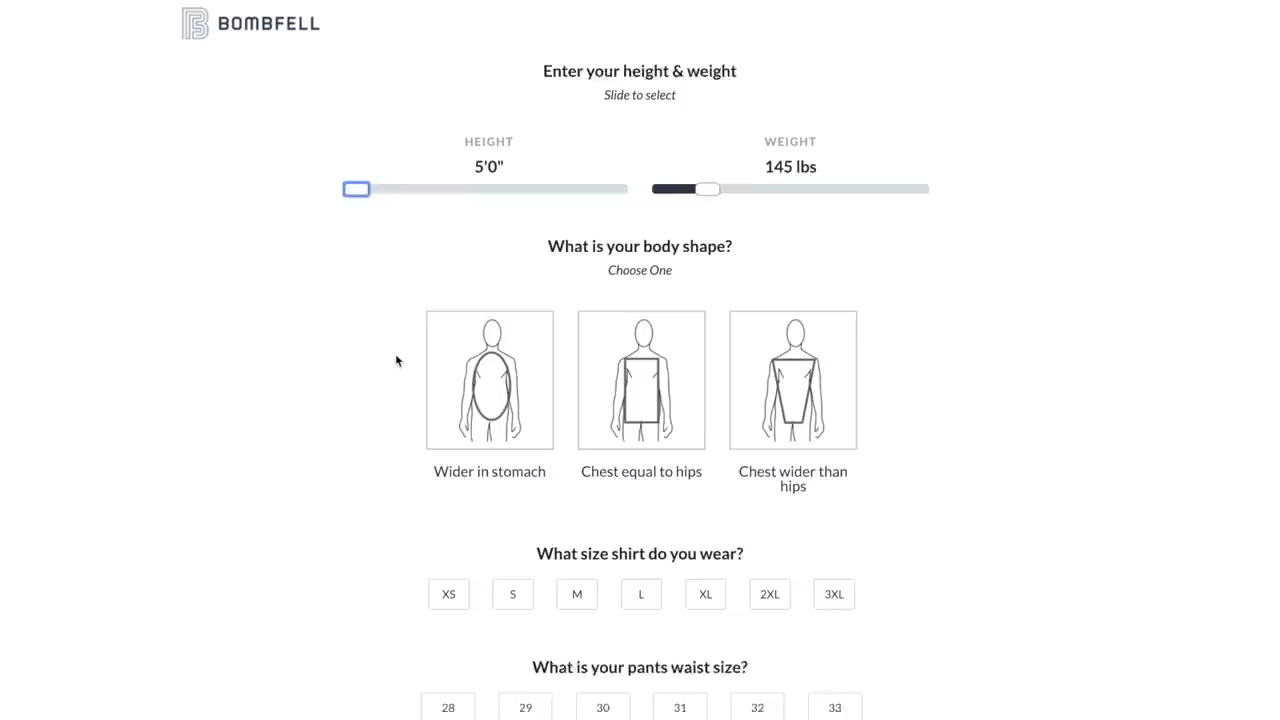 BOMBFELL
Enter your height & weight
Slide to select
HEIGHT
5'0"
WEIGHT
145 lbs
What is your body shape?
Choose One
Wider in stomach
Chest equal to hips
Chest wider than
hips
What size shirt do you wear?
XS S M L XL 2XL 3XL
What is your pants waist size?
28 29 30 31 32 33